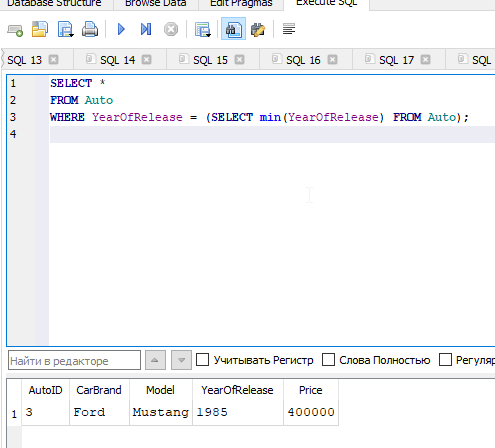 Database Structure Browse Data Edit Pragmas Execute SQL
SQL 13 SQL 14 SQL 15 SQL 16 SQL 17 SQL
1 SELECT *
2 FROM Auto
3 WHERE YearOfRelease = (SELECT min(YearOfRelease) FROM Auto);
4
Найти в редакторе Учитывать Регистр Слова Полностью Регуляр
AutoID CarBrand Model YearOfRelease Price
1 3 Ford Mustang 1985 400000